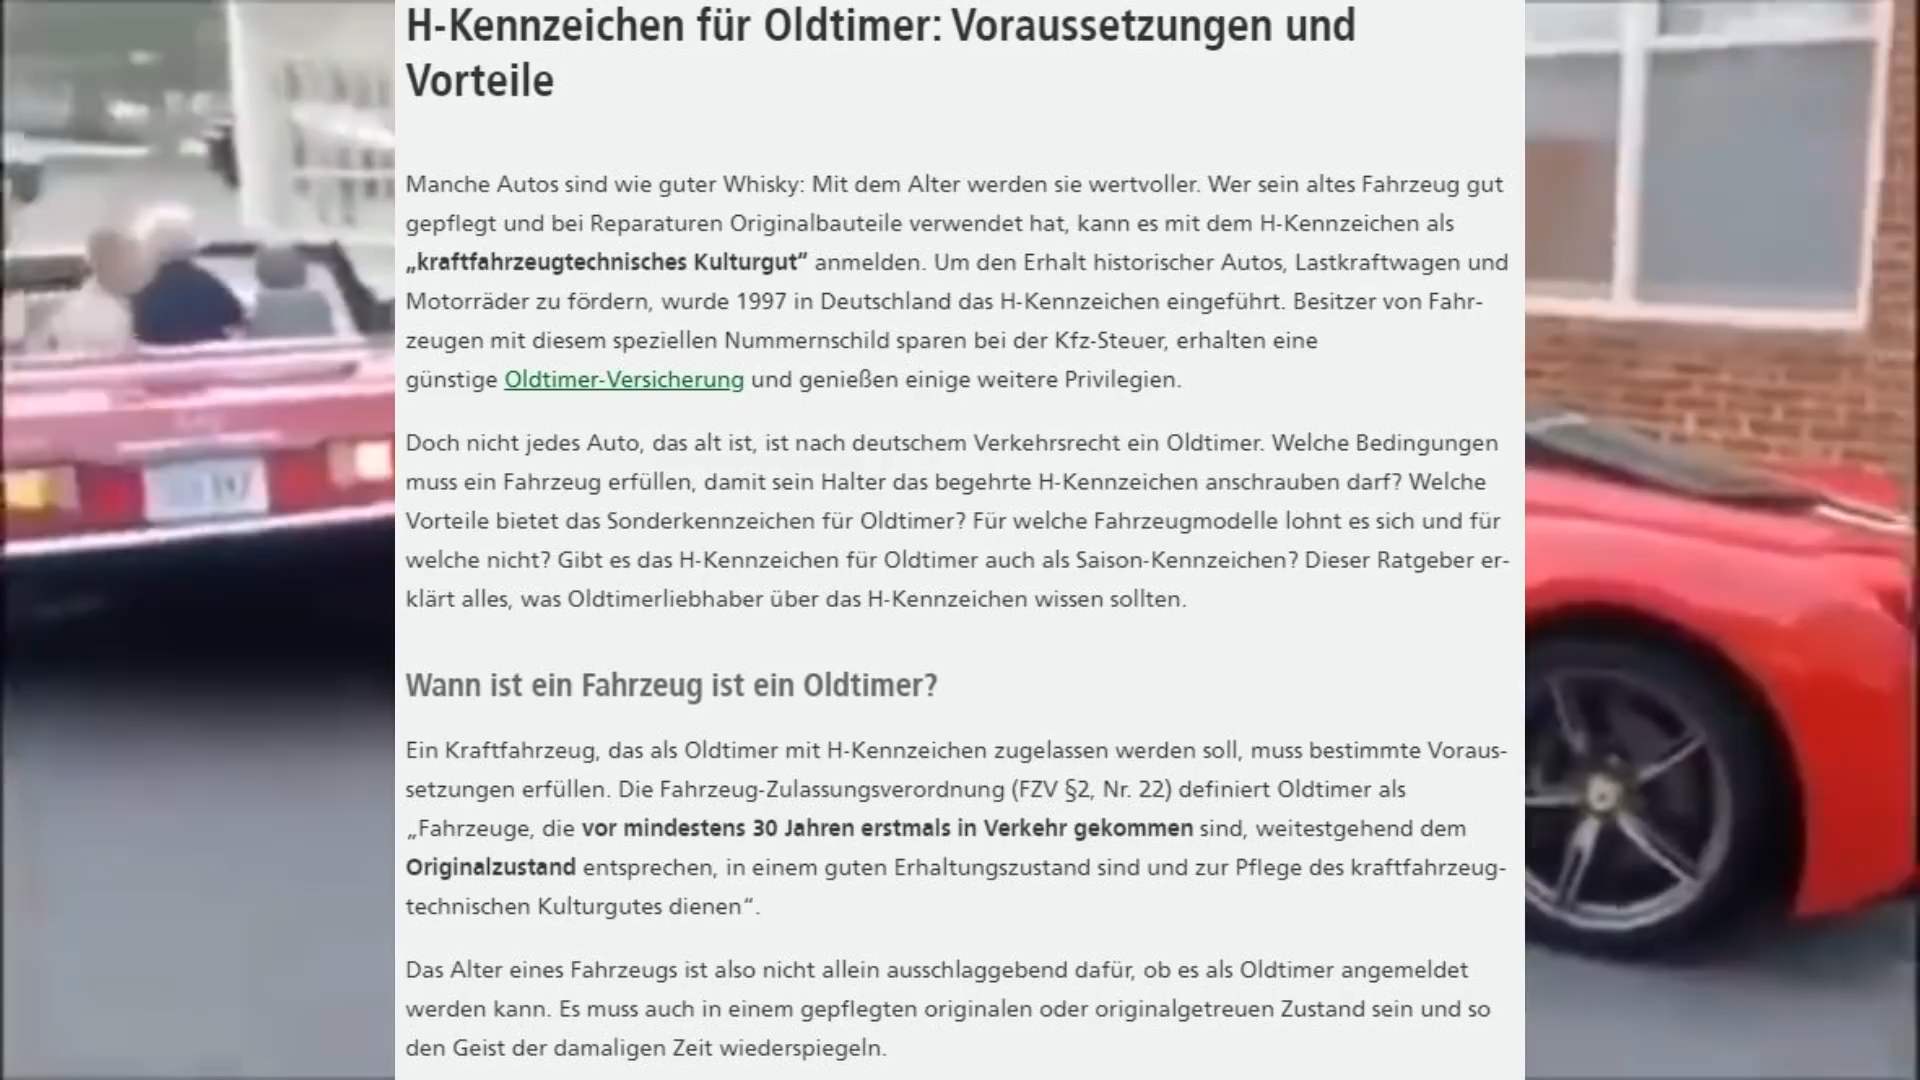 H-Kennzeichen für Oldtimer: Voraussetzungen und
Vorteile
Manche Autos sind wie guter Whisky: Mit dem Alter werden sie wertvoller. Wer sein altes Fahrzeug gut
gepflegt und bei Reparaturen Originalbauteile verwendet hat, kann es mit dem H-Kennzeichen als
„kraftfahrzeugtechnisches Kulturgut“ anmelden. Um den Erhalt historischer Autos, Lastkraftwagen und
Motorräder zu fördern, wurde 1997 in Deutschland das H-Kennzeichen eingeführt. Besitzer von Fahr-
zeugen mit diesem speziellen Nummernschild sparen bei der Kfz-Steuer, erhalten eine
günstige Oldtimer-Versicherung und genießen einige weitere Privilegien.
Doch nicht jedes Auto, das alt ist, ist nach deutschem Verkehrsrecht ein Oldtimer. Welche Bedingungen
muss ein Fahrzeug erfüllen, damit sein Halter das begehrte H-Kennzeichen anschrauben darf? Welche
Vorteile bietet das Sonderkennzeichen für Oldtimer? Für welche Fahrzeugmodelle lohnt es sich und für
welche nicht? Gibt es das H-Kennzeichen für Oldtimer auch als Saison-Kennzeichen? Dieser Ratgeber er-
klärt alles, was Oldtimerliebhaber über das H-Kennzeichen wissen sollten.
Wann ist ein Fahrzeug ist ein Oldtimer?
Ein Kraftfahrzeug, das als Oldtimer mit H-Kennzeichen zugelassen werden soll, muss bestimmte Voraus-
setzungen erfüllen. Die Fahrzeug-Zulassungsverordnung (FZV §2, Nr. 22) definiert Oldtimer als
„Fahrzeuge, die vor mindestens 30 Jahren erstmals in Verkehr gekommen sind, weitestgehend dem
Originalzustand entsprechen, in einem guten Erhaltungszustand sind und zur Pflege des kraftfahrzeug-
technischen Kulturgutes dienen“.
Das Alter eines Fahrzeugs ist also nicht allein ausschlaggebend dafür, ob es als Oldtimer angemeldet
werden kann. Es muss auch in einem gepflegten originalen oder originalgetreuen Zustand sein und so
den Geist der damaligen Zeit wiederspiegeln.